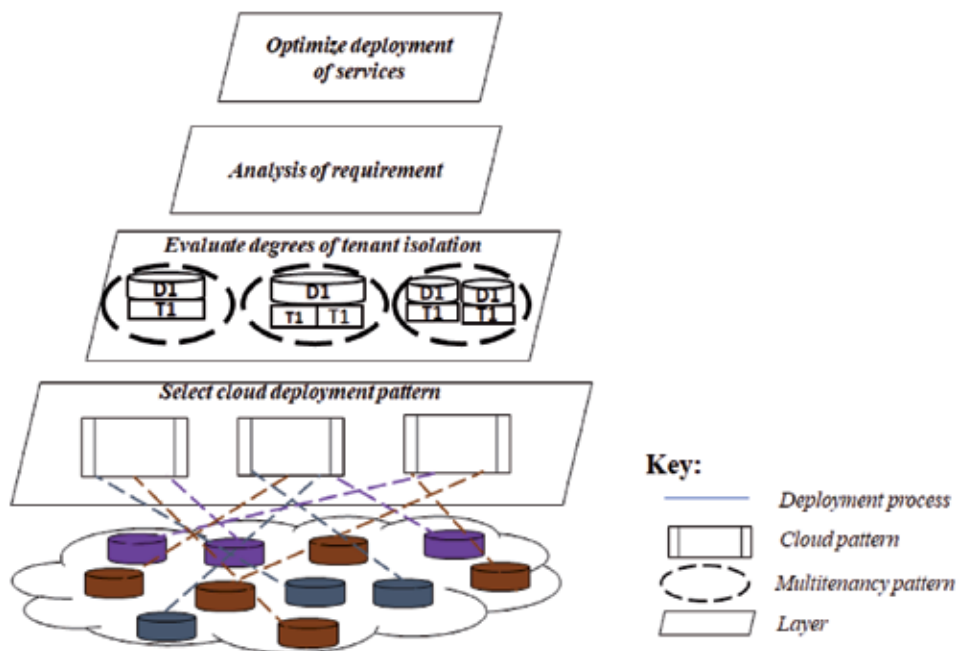 Optimize deployment
of services
Analysis of requirement
Evaluate degrees of tenant isolation
D1
T1
D1
T1 T1
D1 D1
T1 T1
Select cloud deployment pattern
Key:
Deployment process
Cloud pattern
Multitenancy pattern
Layer